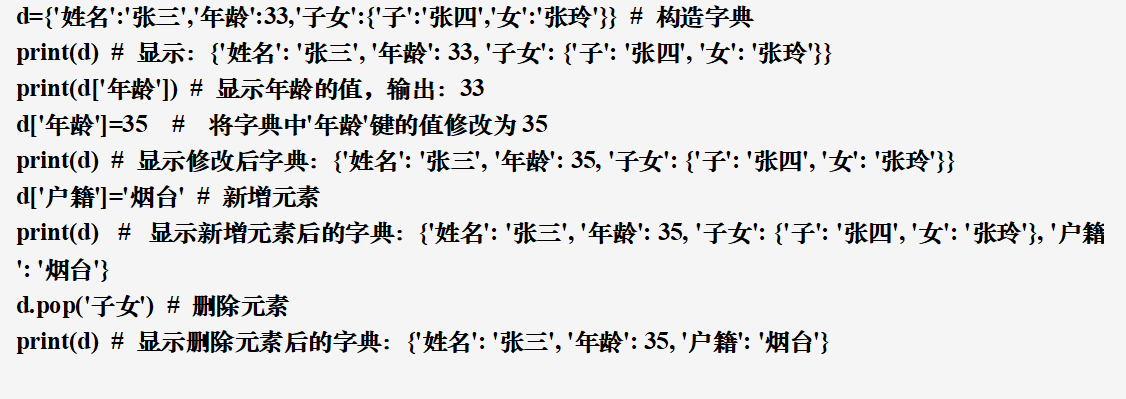 d={'姓名':'张三','年龄':33,'子女':{'子':'张四','女':'张玲'}}  #  构造字典
print(d)  #  显示：{'姓名': '张三', '年龄': 33, '子女': {'子': '张四', '女': '张玲'}}
print(d['年龄'])  #  显示年龄的值，输出：33
d['年龄']=35    #    将字典中'年龄'键的值修改为 35
print(d)  #  显示修改后字典：{'姓名': '张三', '年龄': 35, '子女': {'子': '张四', '女': '张玲'}}
d['户籍']='烟台'  #  新增元素
print(d)   #   显示新增元素后的字典：{'姓名': '张三', '年龄': 35, '子女': {'子': '张四', '女': '张玲'}, '户籍
': '烟台'}
d.pop('子女')  #  删除元素
print(d)  #  显示删除元素后的字典：{'姓名': '张三', '年龄': 35, '户籍': '烟台'}